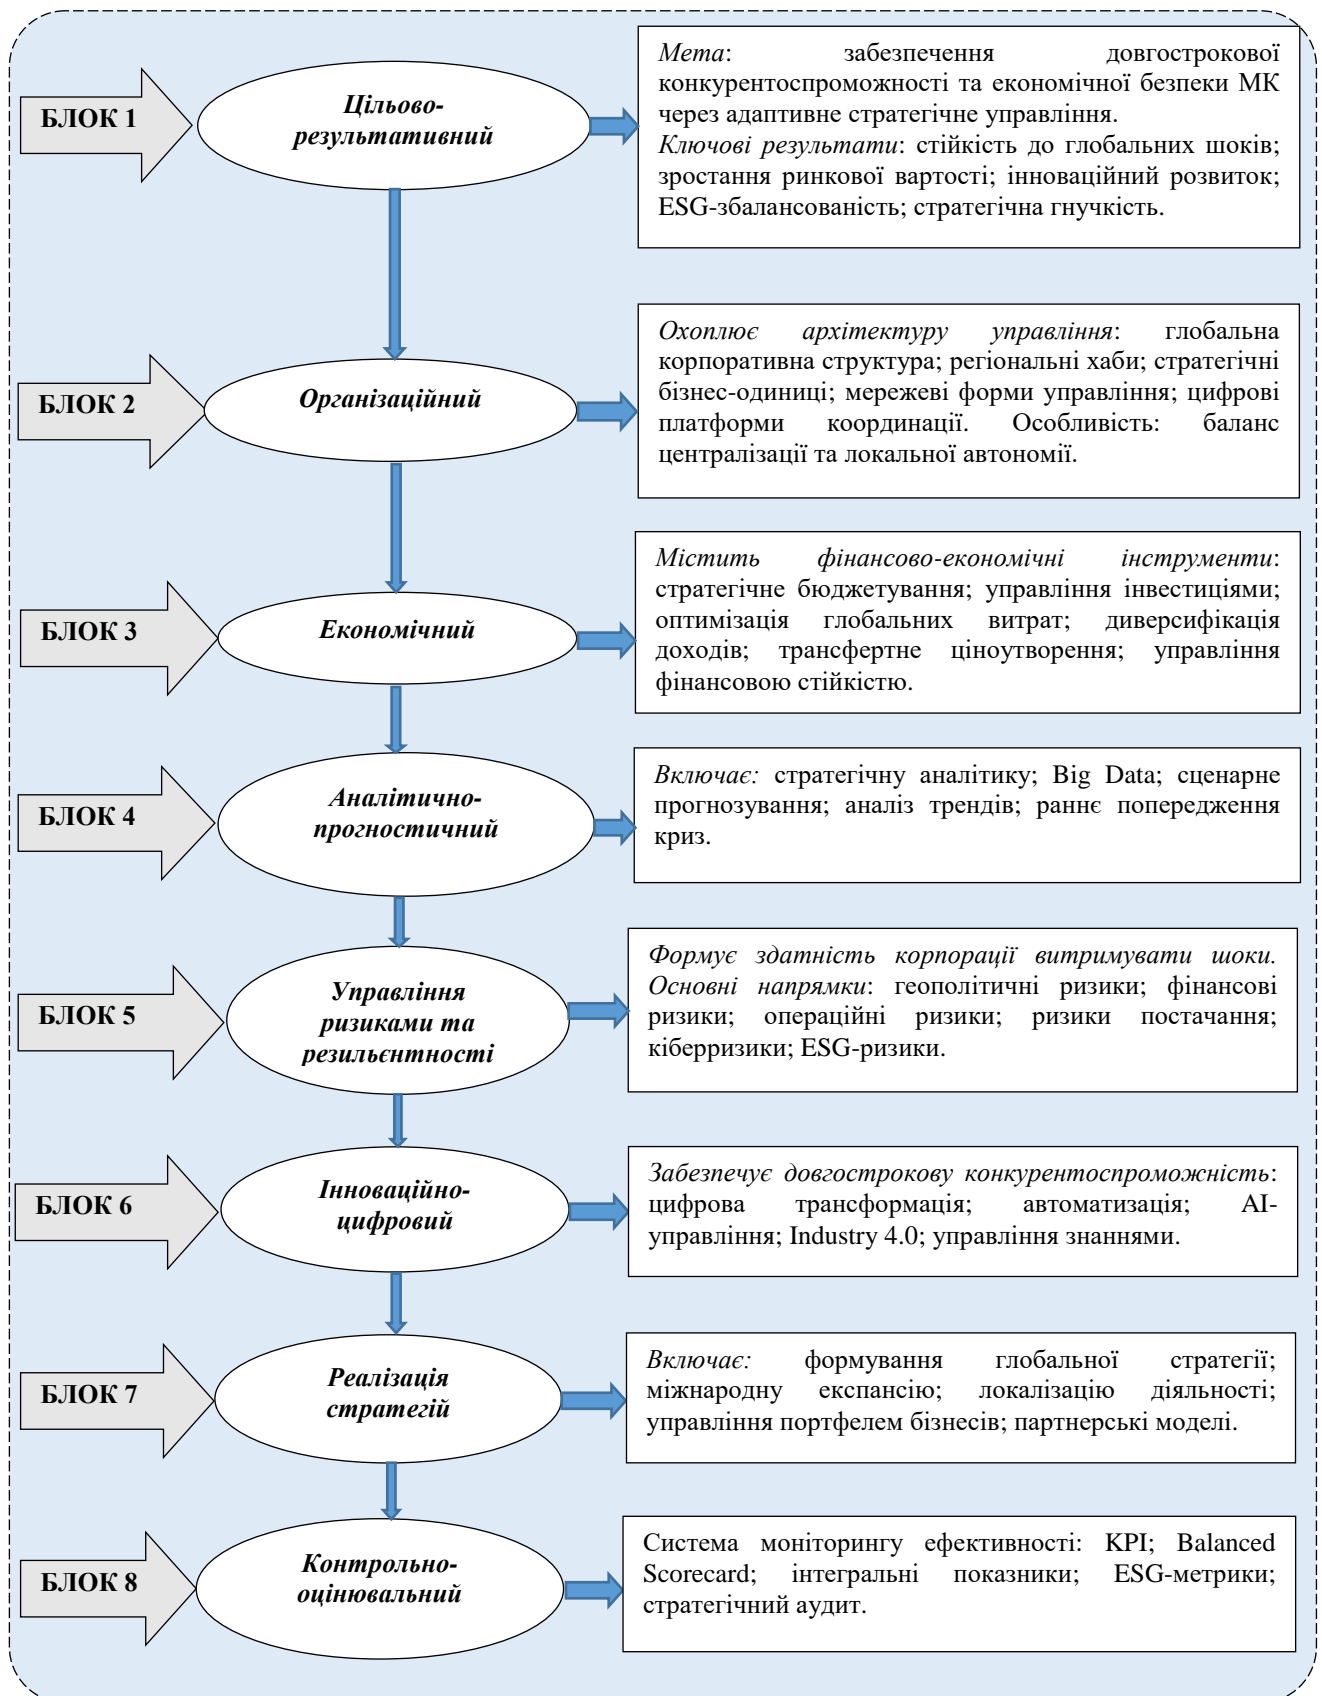 БЛОК 1
Цільово-
результативний
Мета: забезпечення довгострокової
конкурентоспроможності та економічної безпеки МК
через адаптивне стратегічне управління.
Ключові результати: стійкість до глобальних шоків;
зростання ринкової вартості; інноваційний розвиток;
ESG-збалансованість; стратегічна гнучкість.
БЛОК 2
Організаційний
Охоплює архітектуру управління: глобальна
корпоративна структура; регіональні хаби; стратегічні
бізнес-одиниці; мережеві форми управління; цифрові
платформи координації. Особливість: баланс
централізації та локальної автономії.
БЛОК 3
Економічний
Містить фінансово-економічні інструменти:
стратегічне бюджетування; управління інвестиціями;
оптимізація глобальних витрат; диверсифікація
доходів; трансфертне ціноутворення; управління
фінансовою стійкістю.
БЛОК 4
Аналітично-
прогностичний
Включає: стратегічну аналітику; Big Data; сценарне
прогнозування; аналіз трендів; раннє попередження
криз.
БЛОК 5
Управління
ризиками та
резильєнтності
Формує здатність корпорації витримувати шоки.
Основні напрямки: геополітичні ризики; фінансові
ризики; операційні ризики; ризики постачання;
кіберризики; ESG-ризики.
БЛОК 6
Інноваційно-
цифровий
Забезпечує довгострокову конкурентоспроможність:
цифрова трансформація; автоматизація; AI-
управління; Industry 4.0; управління знаннями.
БЛОК 7
Реалізація
стратегій
Включає: формування глобальної стратегії;
міжнародну експансію; локалізацію діяльності;
управління портфелем бізнесів; партнерські моделі.
БЛОК 8
Контрольно-
оцінювальний
Система моніторингу ефективності: KPI; Balanced
Scorecard; інтегральні показники; ESG-метрики;
стратегічний аудит.